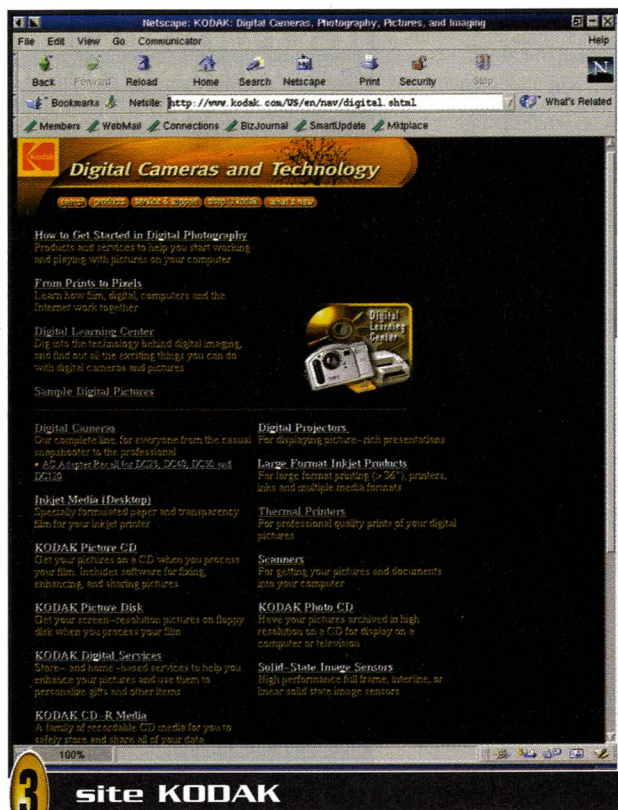 Netscape: KODAK: Digital Cameras, Photography, Pictures, and Imaging
File Edit View Go Communicator Help
Back Forward Reload Home Search Netscape Print Security Stop
N
Bookmarks Netsite: http://www.kodak.com/US/en/nav/digital.shtml What's Related
Members WebMail Connections BizJournal SmartUpdate Mktplace
Kodak
Digital Cameras and Technology
search products service & support shop @ kodak what's new
How to Get Started in Digital Photography
Products and services to help you start working
and playing with pictures on your computer
From Prints to Pixels
Learn how film, digital, computers and the
Internet work together
Digital Learning Center
Dig into the technology behind digital imaging,
and find out all the exciting things you can do
with digital cameras and pictures
Digital
Learning
Center
Sample Digital Pictures
Digital Cameras
Our complete line, for everyone from the casual
snapshooter to the professional
• AC Adapter Recall for DC25, DC40, DC50 and
DC120
Inkjet Media (Desktop)
Specially formulated paper and transparency
film for your inkjet printer
KODAK Picture CD
Get your pictures on a CD when you process
your film. Includes software for fixing,
enhancing, and sharing pictures
KODAK Picture Disk
Get your screen-resolution pictures on floppy
disk when you process your film
KODAK Digital Services
Store- and home-based services to help you
enhance your pictures and use them to
personalize gifts and other items
KODAK CD-R Media
A family of recordable CD media for you to
safely store and share all of your data
Digital Projectors
For displaying picture-rich presentations
Large Format Inkjet Products
For large format printing (> 36"), printers,
inks and multiple media formats
Thermal Printers
For professional quality prints of your digital
pictures
Scanners
For getting your pictures and documents
into your computer
KODAK Photo CD
Have your pictures archived in high
resolution on a CD for display on a
computer or television
Solid-State Image Sensors
High performance full frame, interline, or
linear solid state image sensors
100%
3 site KODAK